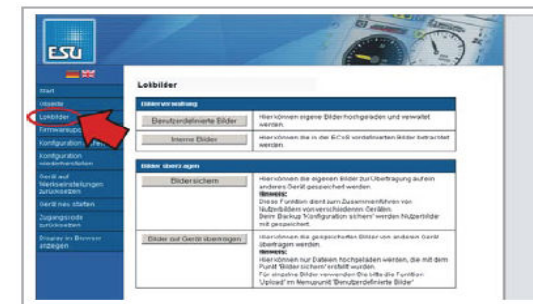 ESU
Start
Objekte
Lokbilder
Firmwareupdate
Konfiguration
Konfiguration
wiederherstellen
Gerät auf
Werkseinstellungen
zurücksetzen
Gerät neu starten
Zugangscode
zurücksetzen
Display im Browser
anzeigen
Lokbilder
Bilderverwaltung
Benutzerdefinierte Bilder
Hier können eigene Bilder hochgeladen und verwaltet
werden.
Interne Bilder
Hier können die in der ECoS vordefinierten Bilder betrachtet
werden.
Bilder übertragen
Bilder sichern
Hier können die eigenen Bilder zur Übertragung auf ein
anderes Gerät gespeichert werden.
Hinweis:
Diese Funktion dient zum Zusammenführen von
Nutzerbildern von verschiedenen Geräten.
Beim Backup 'Konfiguration sichern' werden Nutzerbilder
mit gespeichert.
Bilder auf Gerät übertragen
Hier können die gespeicherten Bilder von anderen Gerät
übertragen werden.
Hinweis:
Hier können nur Dateien hochgeladen werden, die mit dem
Punkt 'Bilder sichern' erstellt wurden.
Für einzelne Bilder verwenden Sie bitte die Funktion
'Upload' im Menupunkt 'Benutzerdefinierte Bilder'